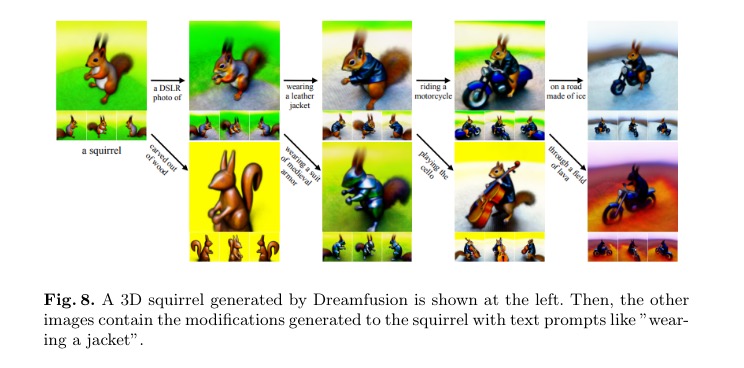 a DSLR
photo of
wearing
a leather
jacket
riding a
motorcycle
on a road
made of ice
a squirrel
carved out
of wood
wearing a suit
of medieval
armor
playing the
cello
through a field
of lava
Fig. 8. A 3D squirrel generated by Dreamfusion is shown at the left. Then, the other
images contain the modifications generated to the squirrel with text prompts like ”wear-
ing a jacket”.